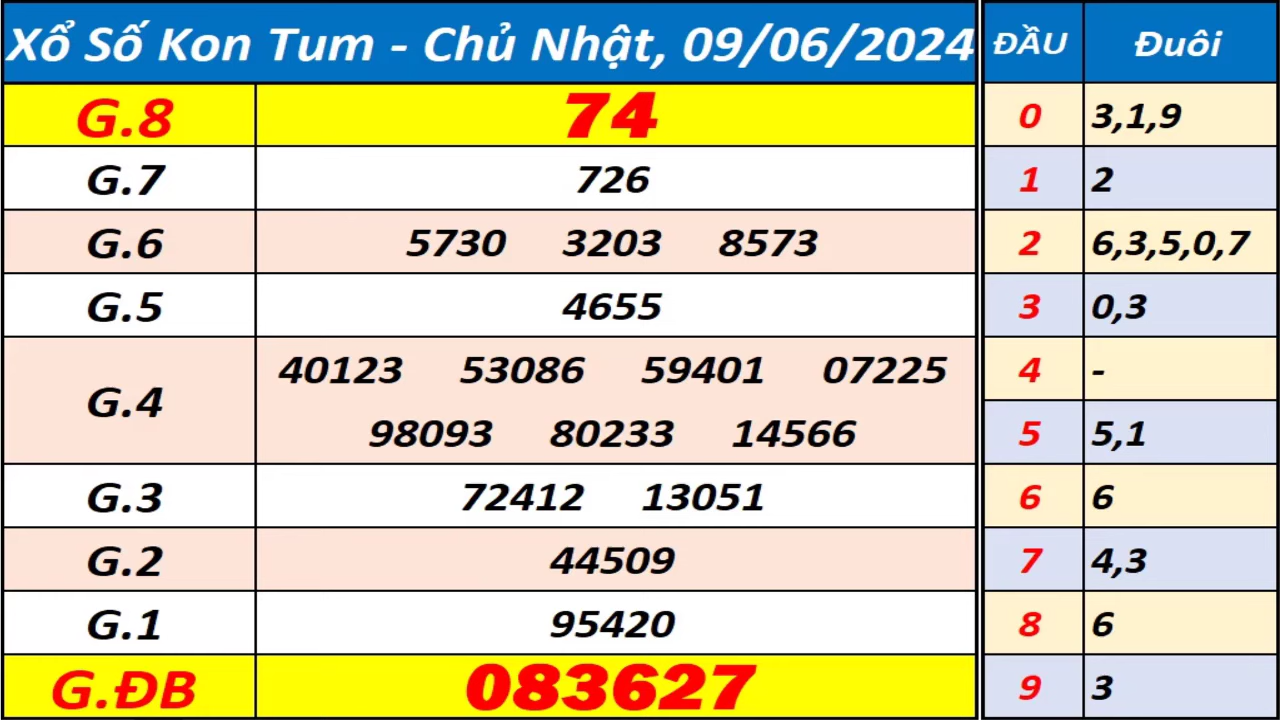 Xổ Số Kon Tum - Chủ Nhật, 09/06/2024
G.8 74
G.7 726
G.6 5730 3203 8573
G.5 4655
G.4 40123 53086 59401 07225
98093 80233 14566
G.3 72412 13051
G.2 44509
G.1 95420
G.ĐB 083627
ĐẦU Đuôi
0 3,1,9
1 2
2 6,3,5,0,7
3 0,3
4 -
5 5,1
6 6
7 4,3
8 6
9 3